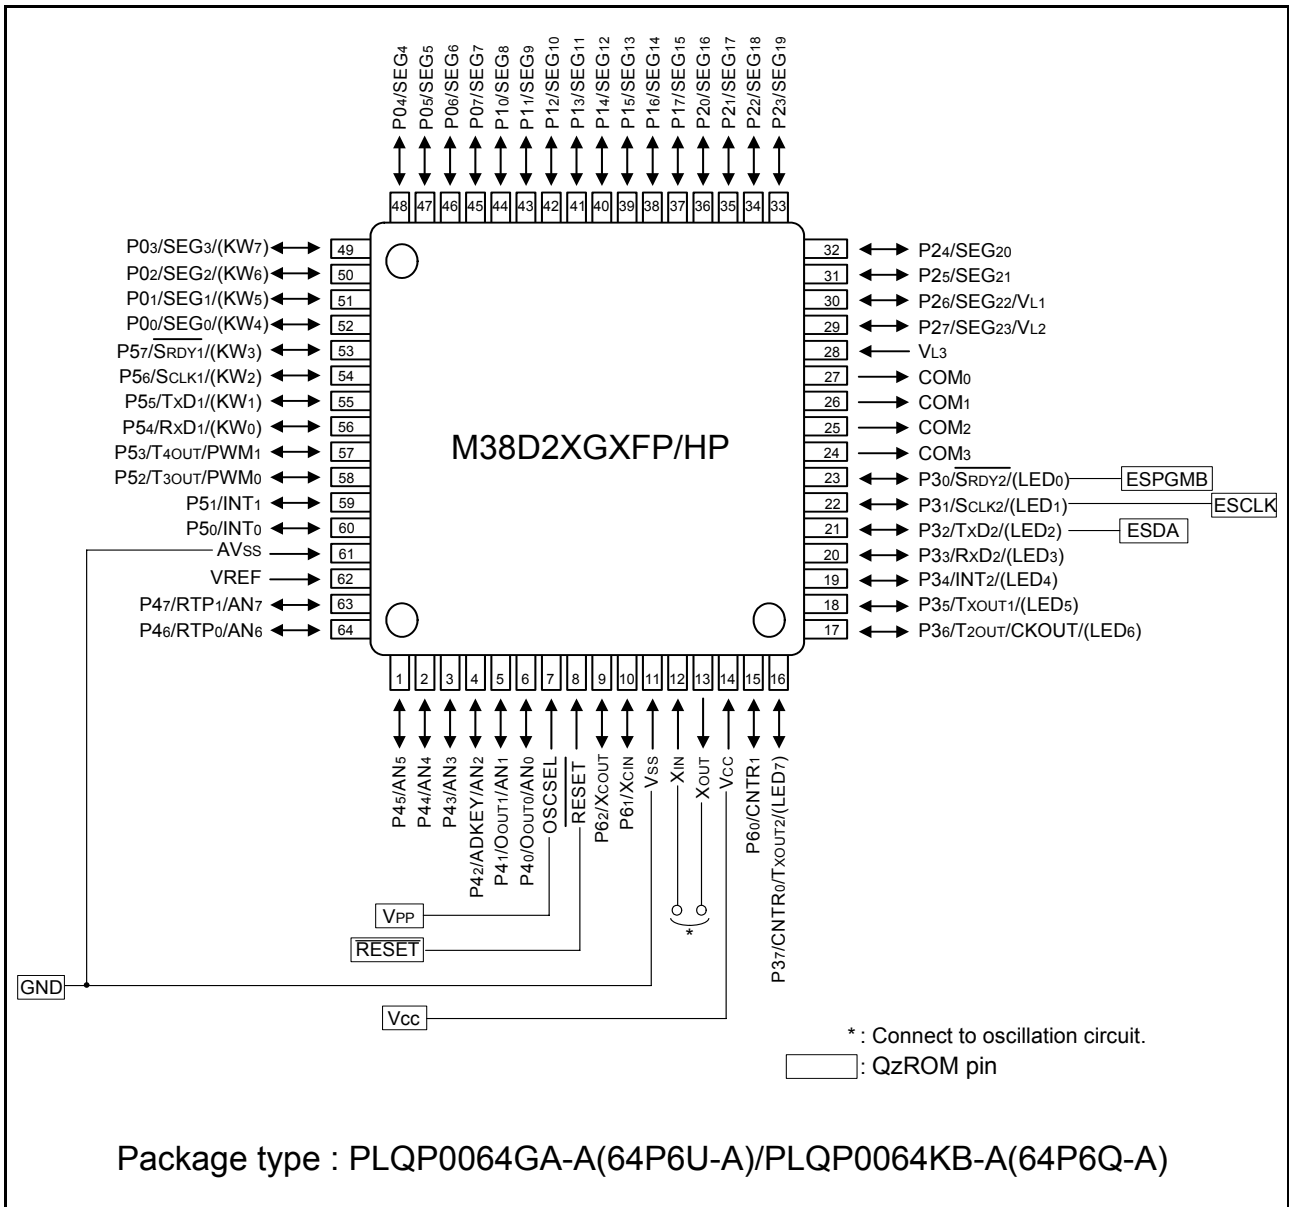 P04/SEG4
P05/SEG5
P06/SEG6
P07/SEG7
P10/SEG8
P11/SEG9
P12/SEG10
P13/SEG11
P14/SEG12
P15/SEG13
P16/SEG14
P17/SEG15
P20/SEG16
P21/SEG17
P22/SEG18
P23/SEG19
48 47 46 45 44 43 42 41 40 39 38 37 36 35 34 33
P03/SEG3/(KW7) 49
P02/SEG2/(KW6) 50
P01/SEG1/(KW5) 51
P00/SEG0/(KW4) 52
P57/S̅R̅D̅Y̅1̅/(KW3) 53
P56/SCLK1/(KW2) 54
P55/TXD1/(KW1) 55
P54/RXD1/(KW0) 56
P53/T4OUT/PWM1 57
P52/T3OUT/PWM0 58
P51/INT1 59
P50/INT0 60
AVSS 61
VREF 62
P47/RTP1/AN7 63
P46/RTP0/AN6 64
M38D2XGXFP/HP
32 P24/SEG20
31 P25/SEG21
30 P26/SEG22/VL1
29 P27/SEG23/VL2
28 VL3
27 COM0
26 COM1
25 COM2
24 COM3
23 P30/S̅R̅D̅Y̅2̅/(LED0) ESPGMB
22 P31/SCLK2/(LED1) ESCLK
21 P32/TXD2/(LED2) ESDA
20 P33/RXD2/(LED3)
19 P34/INT2/(LED4)
18 P35/TXOUT1/(LED5)
17 P36/T2OUT/CKOUT/(LED6)
1 2 3 4 5 6 7 8 9 10 11 12 13 14 15 16
P45/AN5
P44/AN4
P43/AN3
P42/ADKEY/AN2
P41/OOUT1/AN1
P40/OOUT0/AN0
OSCSEL
R̅E̅S̅E̅T̅
P62/XCOUT
P61/XCIN
VSS
XIN
XOUT
VCC
P60/CNTR1
P37/CNTR0/TXOUT2/(LED7)
VPP
R̅E̅S̅E̅T̅
*
GND
Vcc
* : Connect to oscillation circuit.
: QzROM pin
Package type : PLQP0064GA-A(64P6U-A)/PLQP0064KB-A(64P6Q-A)